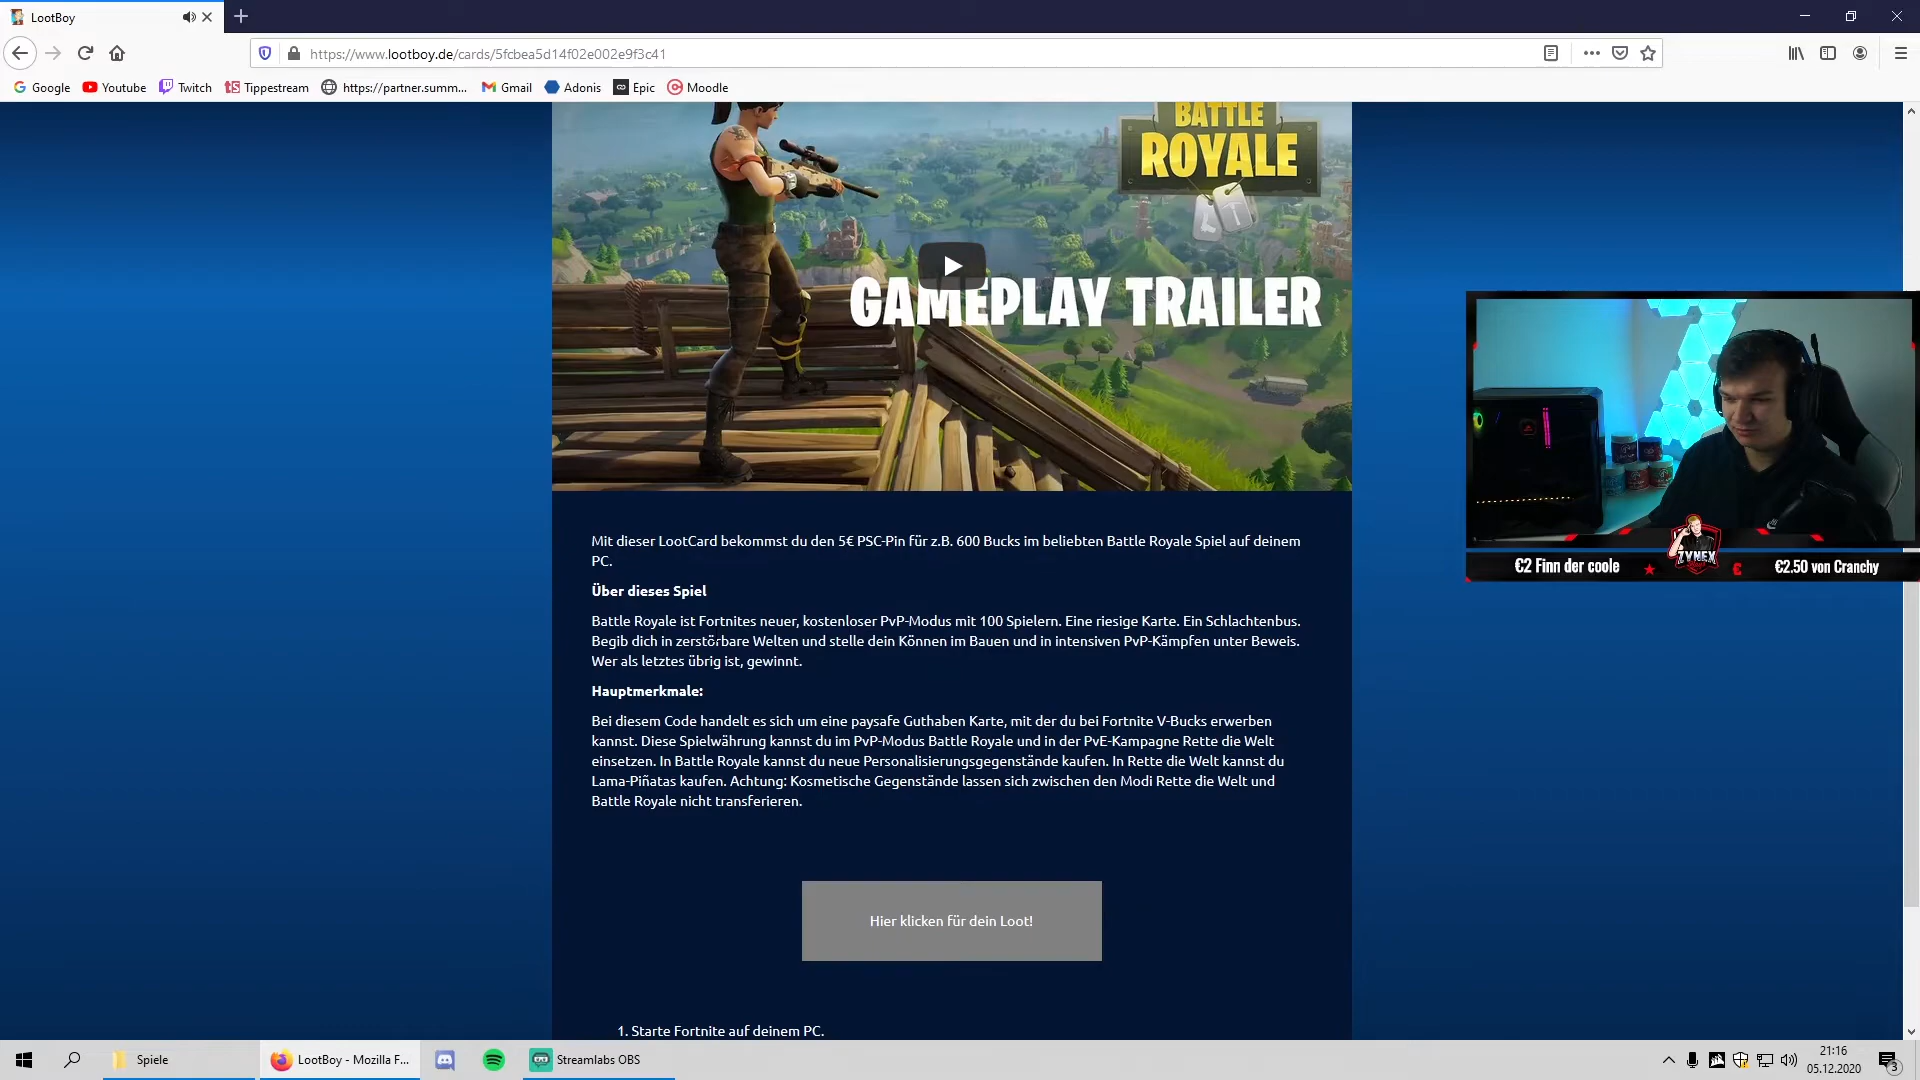 LootBoy
https://www.lootboy.de/cards/5fcbea5d14f02e002e9f3c41
Google Youtube Twitch Tippestream https://partner.summ... Gmail Adonis Epic Moodle
BATTLE
ROYALE
GAMEPLAY TRAILER
Mit dieser LootCard bekommst du den 5€ PSC-Pin für z.B. 600 Bucks im beliebten Battle Royale Spiel auf deinem
PC.
Über dieses Spiel
Battle Royale ist Fortnites neuer, kostenloser PvP-Modus mit 100 Spielern. Eine riesige Karte. Ein Schlachtenbus.
Begib dich in zerstörbare Welten und stelle dein Können im Bauen und in intensiven PvP-Kämpfen unter Beweis.
Wer als letztes übrig ist, gewinnt.
Hauptmerkmale:
Bei diesem Code handelt es sich um eine paysafe Guthaben Karte, mit der du bei Fortnite V-Bucks erwerben
kannst. Diese Spielwährung kannst du im PvP-Modus Battle Royale und in der PvE-Kampagne Rette die Welt
einsetzen. In Battle Royale kannst du neue Personalisierungsgegenstände kaufen. In Rette die Welt kannst du
Lama-Piñatas kaufen. Achtung: Kosmetische Gegenstände lassen sich zwischen den Modi Rette die Welt und
Battle Royale nicht transferieren.
Hier klicken für dein Loot!
1. Starte Fortnite auf deinem PC.
ZYNEX
€2 Finn der coole
€2.50 von Cranchy
Spiele
LootBoy - Mozilla F...
Streamlabs OBS
21:16
05.12.2020
3